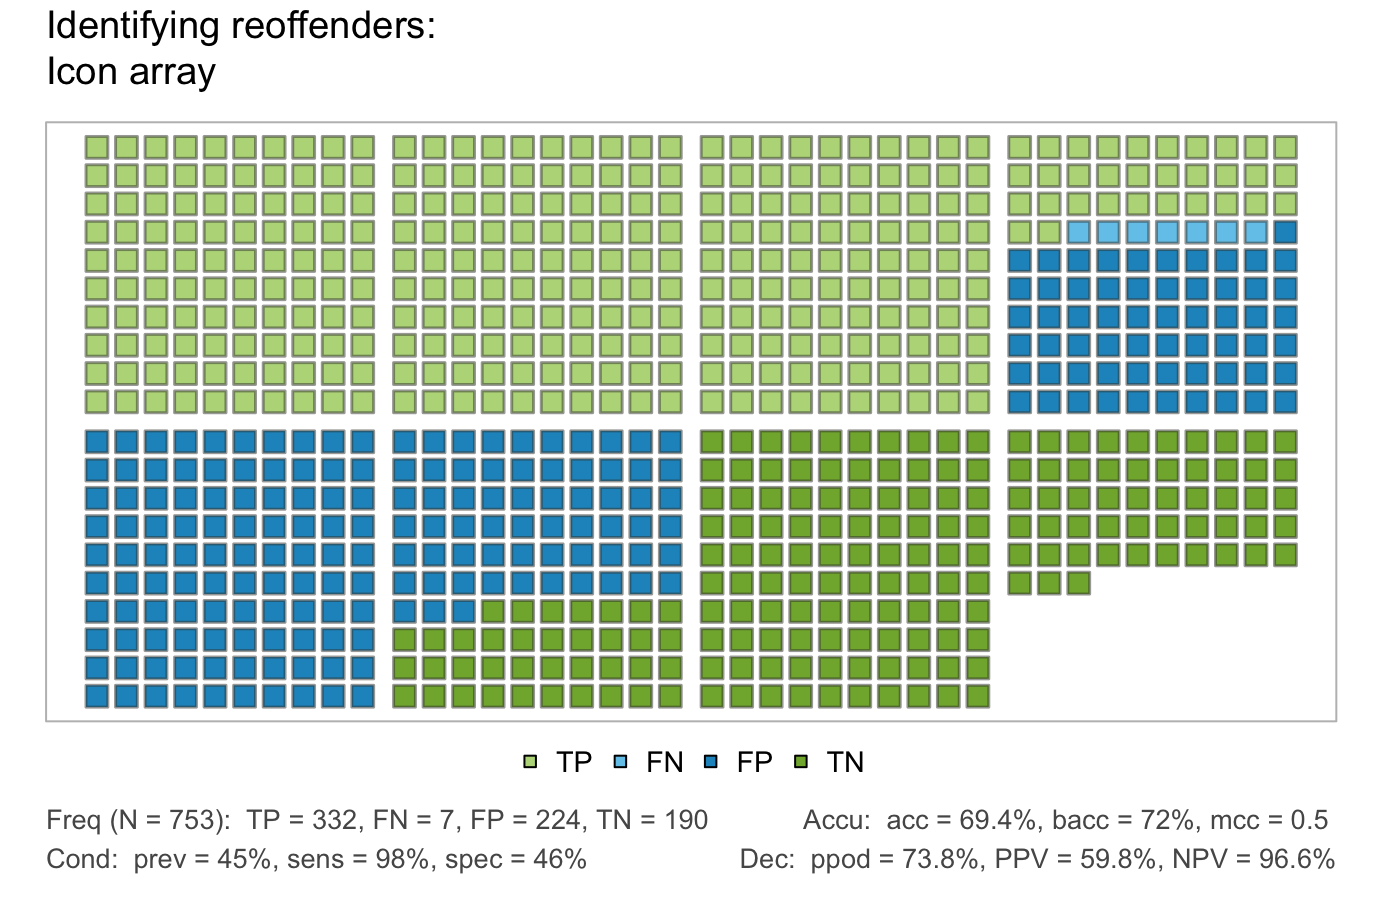 Identifying reoffenders:
Icon array
TP FN FP TN
Freq (N = 753):  TP = 332, FN = 7, FP = 224, TN = 190
Accu:  acc = 69.4%, bacc = 72%, mcc = 0.5
Cond:  prev = 45%, sens = 98%, spec = 46%
Dec:  ppod = 73.8%, PPV = 59.8%, NPV = 96.6%